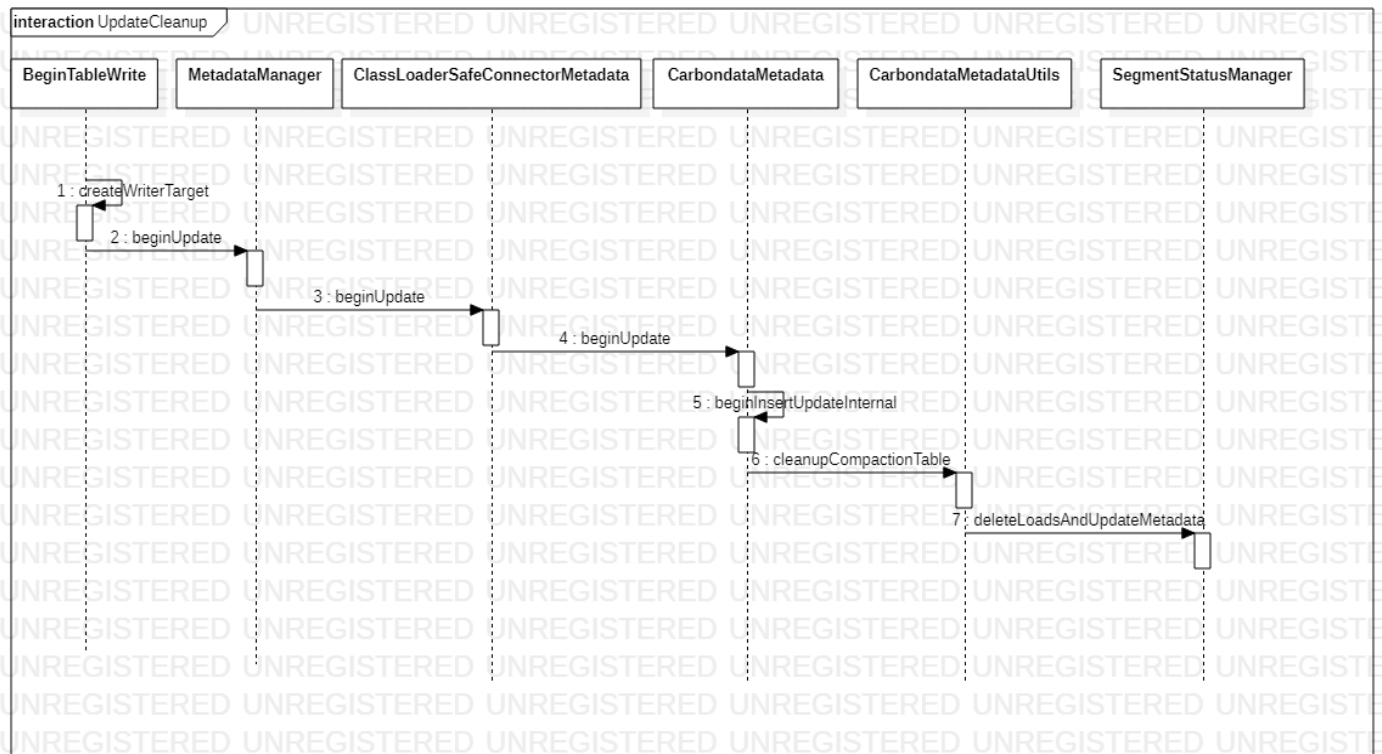 interaction UpdateCleanup
BeginTableWrite MetadataManager ClassLoaderSafeConnectorMetadata CarbondataMetadata CarbondataMetadataUtils SegmentStatusManager
1 : createWriterTarget
2 : beginUpdate
3 : beginUpdate
4 : beginUpdate
5 : beginInsertUpdateInternal
6 : cleanupCompactionTable
7 : deleteLoadsAndUpdateMetadata
UNREGISTERED